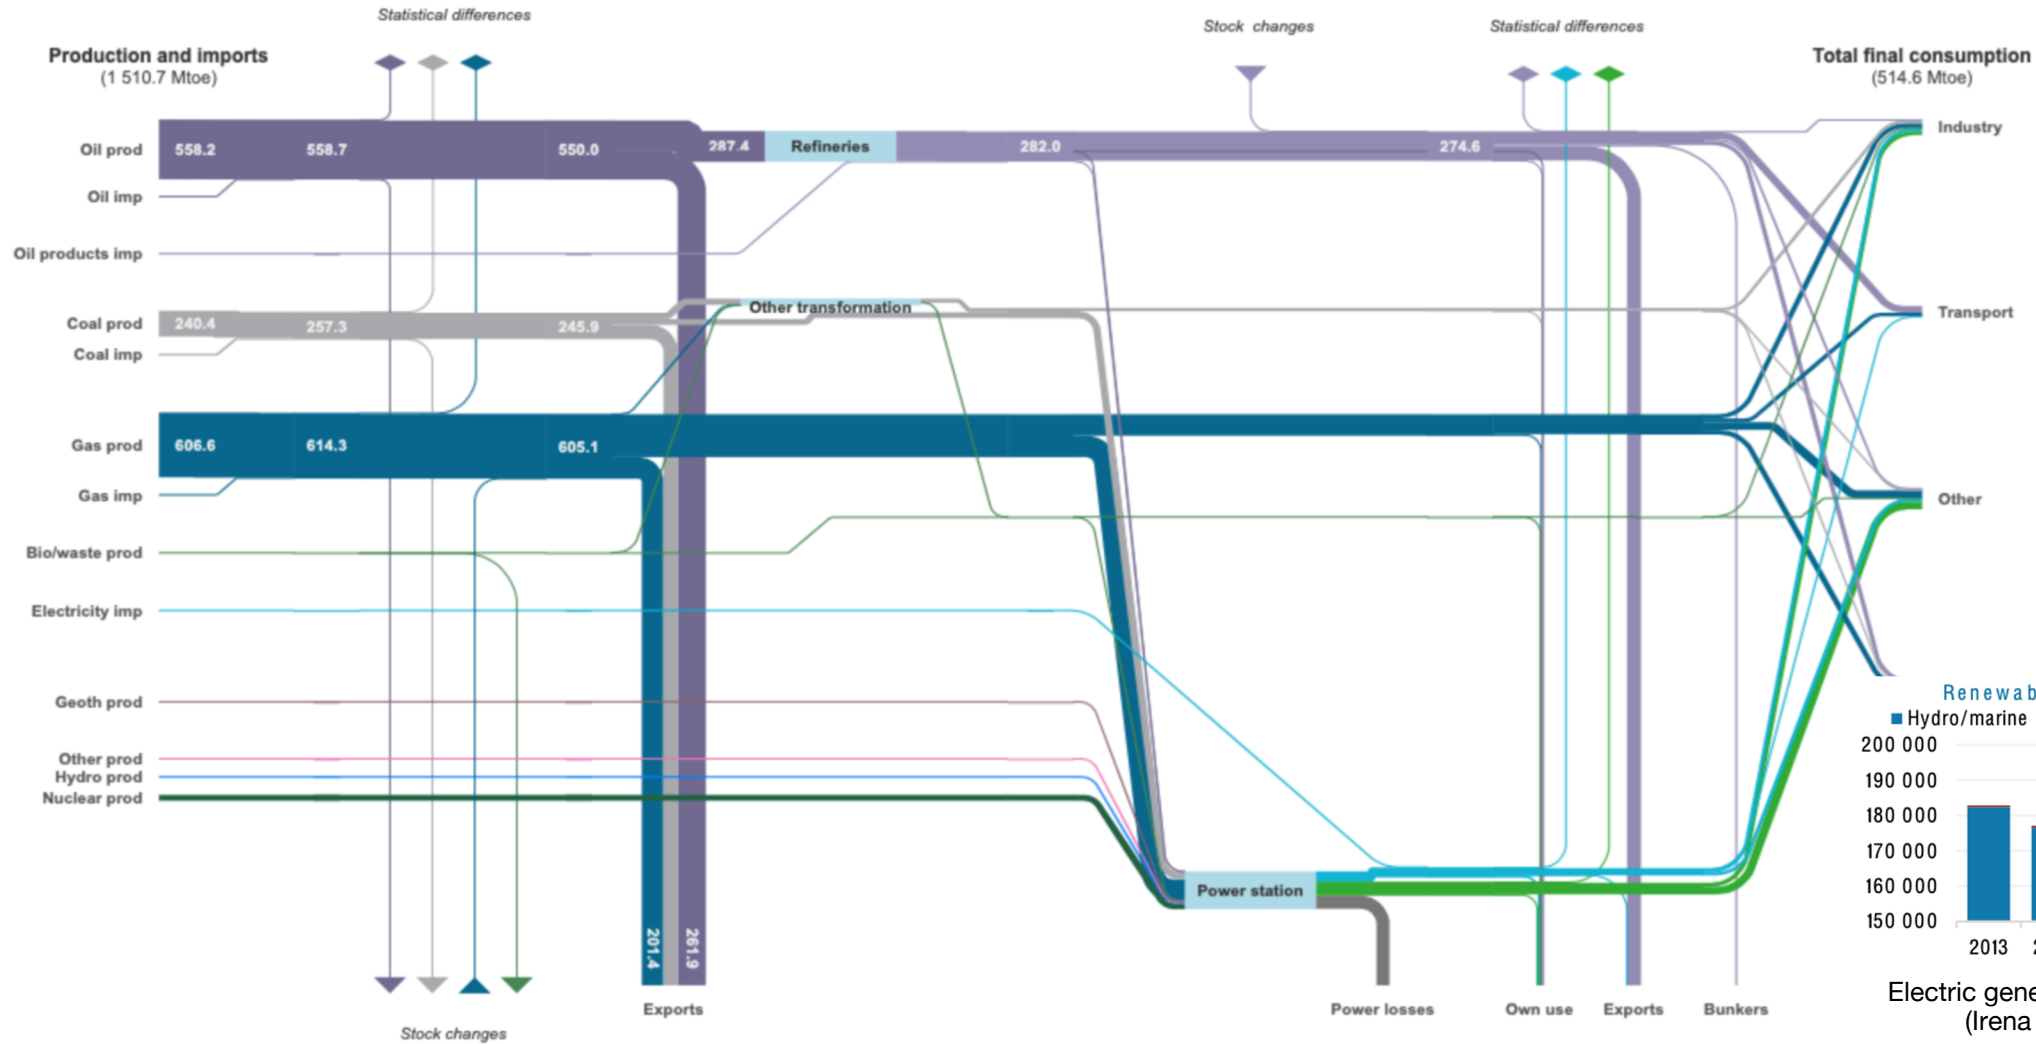 Statistical differences
Stock changes
Statistical differences
Production and imports
(1 510.7 Mtoe)
Total final consumption
(514.6 Mtoe)
Oil prod
558.2
558.7
550.0
287.4
Refineries
282.0
274.6
Industry
Oil imp
Oil products imp
Other transformation
Transport
Coal prod
240.4
257.3
245.9
Coal imp
Gas prod
606.6
614.3
605.1
Gas imp
Other
Bio/waste prod
Electricity imp
Geoth prod
Other prod
Hydro prod
Nuclear prod
Power station
201.4
261.9
Exports
Power losses
Own use
Exports
Bunkers
Stock changes
Renewab
Hydro/marine
200 000
190 000
180 000
170 000
160 000
150 000
2013
2
Electric gene
(Irena